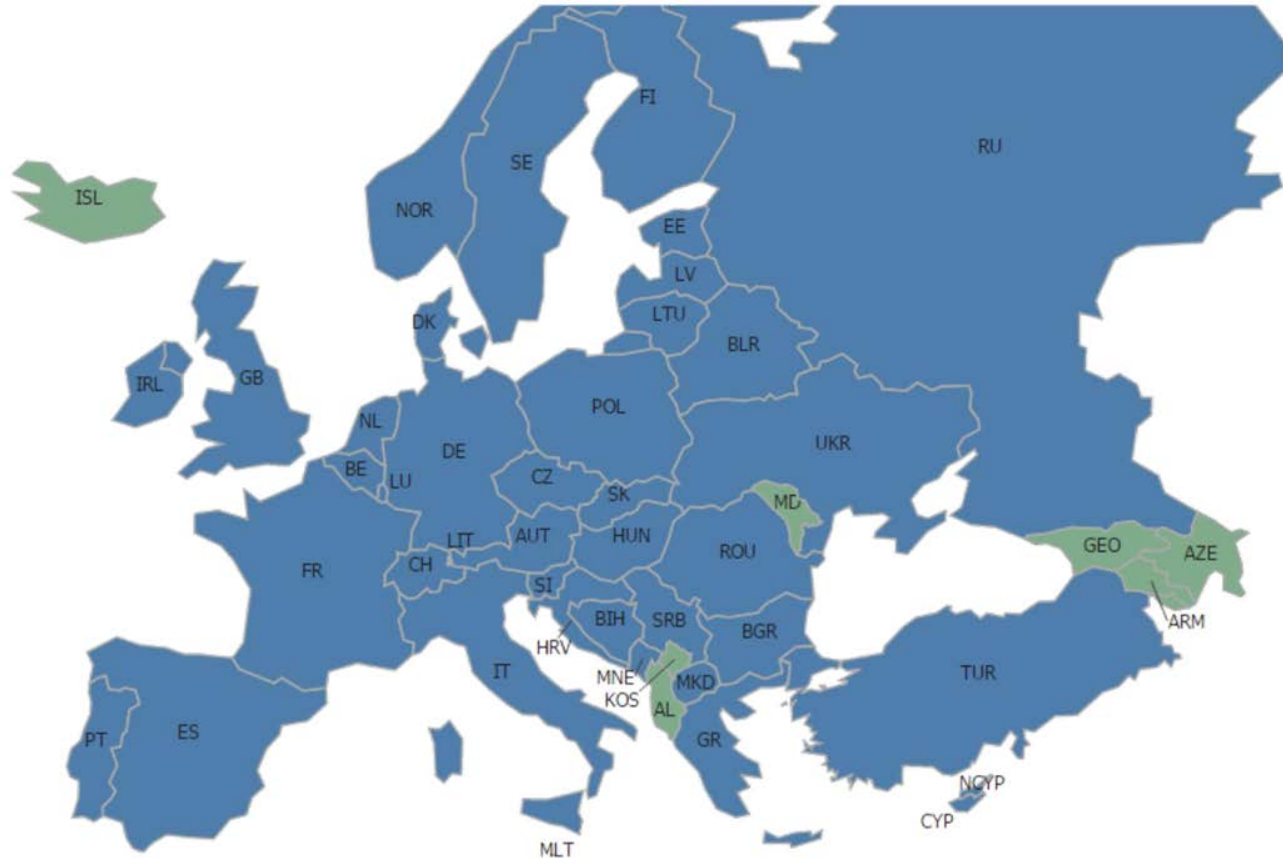 FI
RU
SE
ISL
NOR
EE
LV
LTU
DK
BLR
GB
IRL
POL
NL
UKR
DE
BE
CZ
LU
Sk
MD
AUT
HUN
LIT
GEO
ROU
AZE
CH
FR
SI
BIH
SRB
ARM
BGR
HRV
IT
TUR
MNE
MKD
KOS
AL
ES
PT
GR
NCYP
CYP
MLT